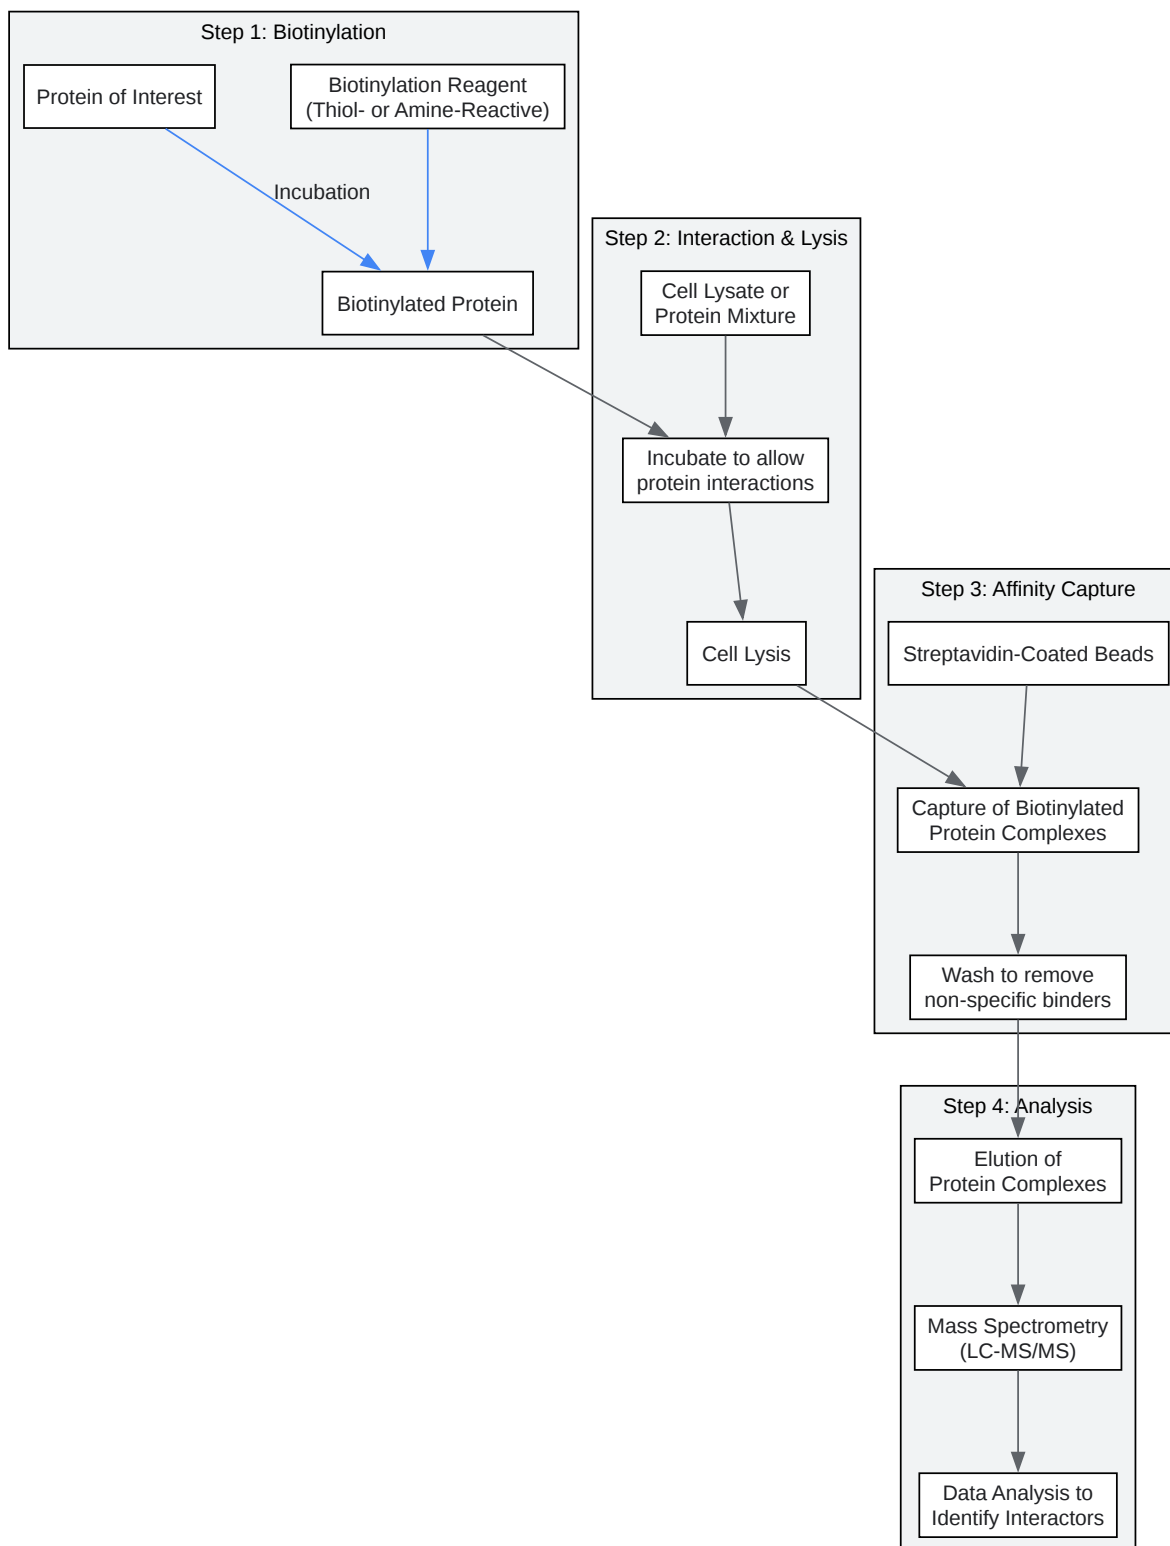 Step 1: Biotinylation
Protein of Interest
Biotinylation Reagent
(Thiol- or Amine-Reactive)
Incubation
Biotinylated Protein
Step 2: Interaction & Lysis
Cell Lysate or
Protein Mixture
Incubate to allow
protein interactions
Cell Lysis
Step 3: Affinity Capture
Streptavidin-Coated Beads
Capture of Biotinylated
Protein Complexes
Wash to remove
non-specific binders
Step 4: Analysis
Elution of
Protein Complexes
Mass Spectrometry
(LC-MS/MS)
Data Analysis to
Identify Interactors